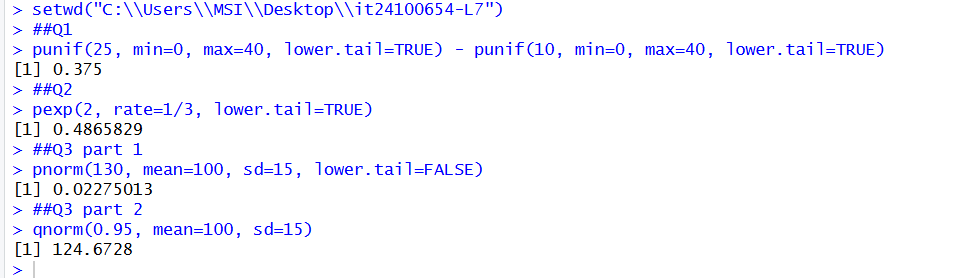 > setwd("C:\\Users\\MSI\\Desktop\\it24100654-L7")
> ##Q1
> punif(25, min=0, max=40, lower.tail=TRUE) - punif(10, min=0, max=40, lower.tail=TRUE)
[1] 0.375
> ##Q2
> pexp(2, rate=1/3, lower.tail=TRUE)
[1] 0.4865829
> ##Q3 part 1
> pnorm(130, mean=100, sd=15, lower.tail=FALSE)
[1] 0.02275013
> ##Q3 part 2
> qnorm(0.95, mean=100, sd=15)
[1] 124.6728
>